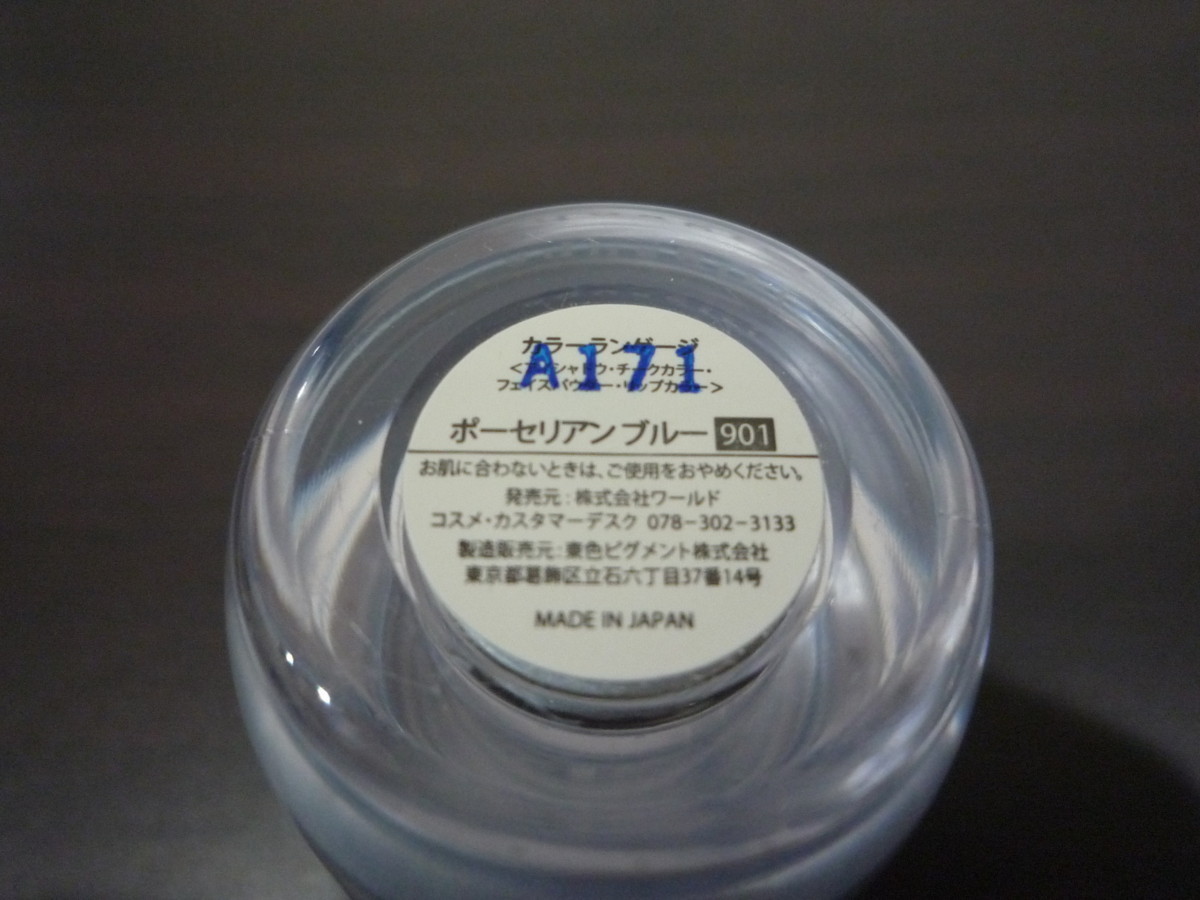 カラーランゲージ
A171
<アイシャドウ・チークカラー・
フェイスパウダー・リップカラー>
ポーセリアンブルー 901
お肌に合わないときは、ご使用をおやめください。
発売元：株式会社ワールド
コスメ・カスタマーデスク 078-302-3133
製造販売元：東色ピグメント株式会社
東京都葛飾区立石六丁目37番14号
MADE IN JAPAN